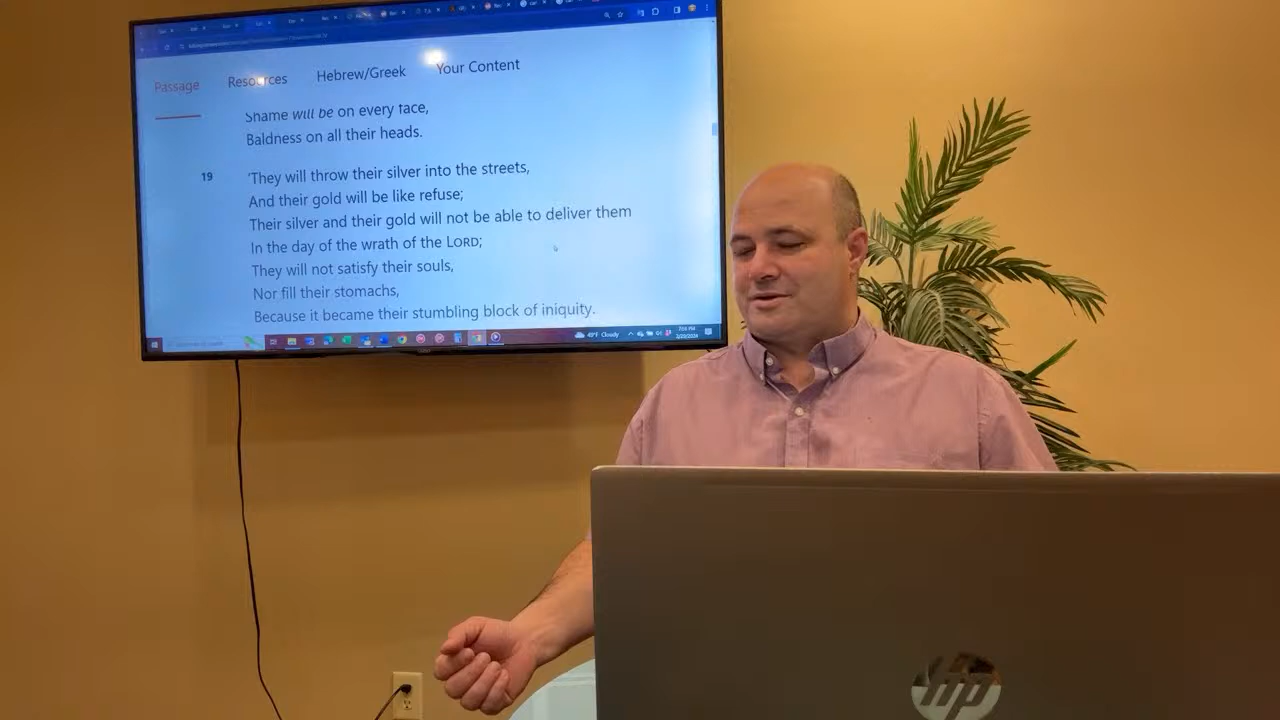 Passage
Resources
Hebrew/Greek
Your Content
Shame will be on every face,
Baldness on all their heads.
19
'They will throw their silver into the streets,
And their gold will be like refuse;
Their silver and their gold will not be able to deliver them
In the day of the wrath of the LORD;
They will not satisfy their souls,
Nor fill their stomachs,
Because it became their stumbling block of iniquity.
49°F Cloudy
hp